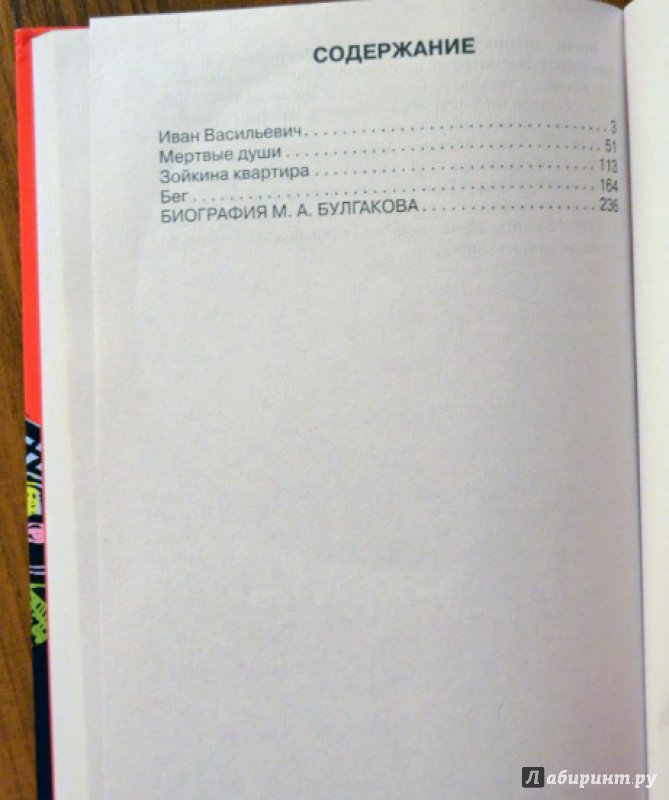 СОДЕРЖАНИЕ
Иван Васильевич . . . . . . . . . . . . . . . . . . . . . . . . . . . . . . 3
Мертвые души . . . . . . . . . . . . . . . . . . . . . . . . . . . . . . 51
Зойкина квартира . . . . . . . . . . . . . . . . . . . . . . . . . . . . 113
Бег . . . . . . . . . . . . . . . . . . . . . . . . . . . . . . . . . . . . . . . 164
БИОГРАФИЯ М. А. БУЛГАКОВА . . . . . . . . . . . . . . . . . 236
Лабиринт.ру